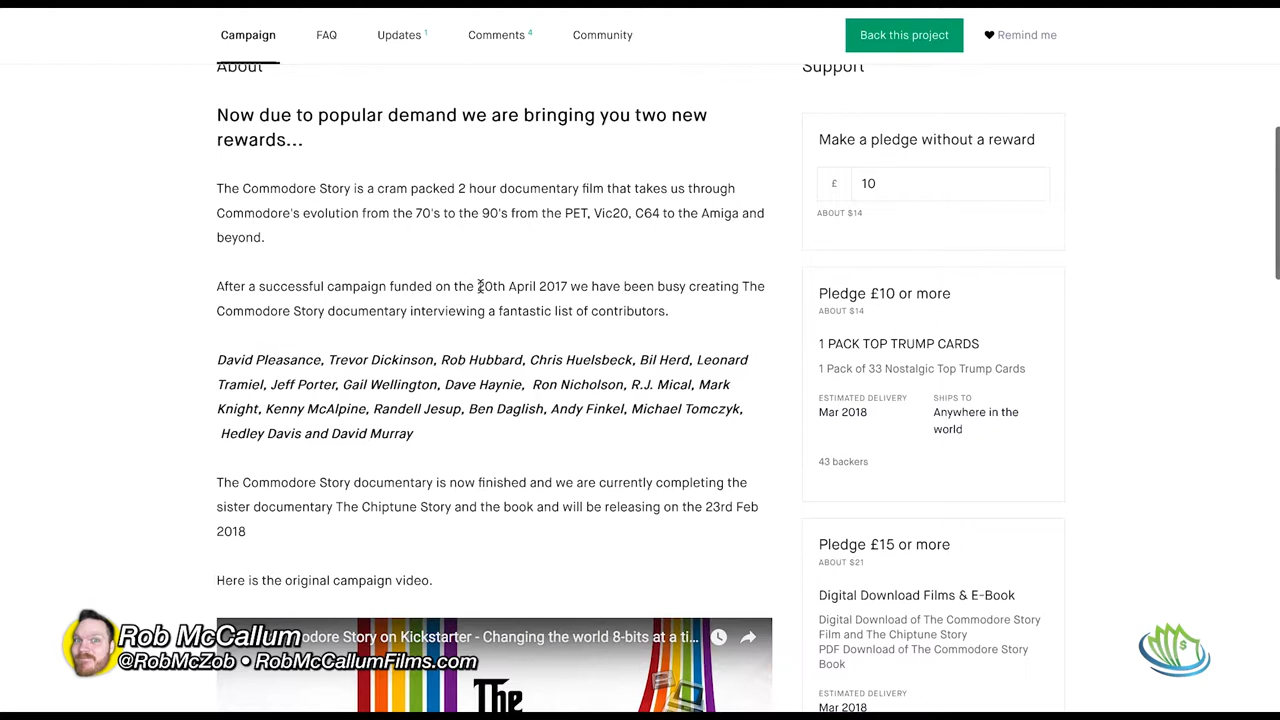 Campaign
FAQ
Updates 1
Comments 4
Community
Back this project
Remind me
About
Now due to popular demand we are bringing you two new
rewards...
The Commodore Story is a cram packed 2 hour documentary film that takes us through
Commodore's evolution from the 70's to the 90's from the PET, Vic20, C64 to the Amiga and
beyond.
After a successful campaign funded on the 20th April 2017 we have been busy creating The
Commodore Story documentary interviewing a fantastic list of contributors.
David Pleasance, Trevor Dickinson, Rob Hubbard, Chris Huelsbeck, Bil Herd, Leonard
Tramiel, Jeff Porter, Gail Wellington, Dave Haynie, Ron Nicholson, R.J. Mical, Mark
Knight, Kenny McAlpine, Randell Jesup, Ben Daglish, Andy Finkel, Michael Tomczyk,
Hedley Davis and David Murray
The Commodore Story documentary is now finished and we are currently completing the
sister documentary The Chiptune Story and the book and will be releasing on the 23rd Feb
2018
Here is the original campaign video.
odore Story on Kickstarter - Changing the world 8-bits at a ti...
The
Rob McCallum
@RobMcZob • RobMcCallumFilms.com
Support
Make a pledge without a reward
£ 10
ABOUT $14
Pledge £10 or more
ABOUT $14
1 PACK TOP TRUMP CARDS
1 Pack of 33 Nostalgic Top Trump Cards
ESTIMATED DELIVERY
Mar 2018
SHIPS TO
Anywhere in the
world
43 backers
Pledge £15 or more
ABOUT $21
Digital Download Films & E-Book
Digital Download of The Commodore Story
Film and The Chiptune Story
PDF Download of The Commodore Story
Book
ESTIMATED DELIVERY
Mar 2018
$